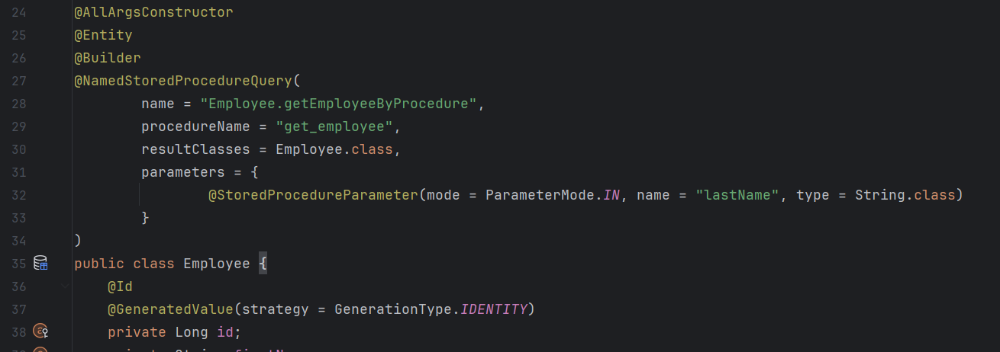 24 @AllArgsConstructor
25 @Entity
26 @Builder
27 @NamedStoredProcedureQuery(
28 name = "Employee.getEmployeeByProcedure",
29 procedureName = "get_employee",
30 resultClasses = Employee.class,
31 parameters = {
32 @StoredProcedureParameter(mode = ParameterMode.IN, name = "lastName", type = String.class)
33 }
34 )
35 public class Employee {
36 @Id
37 @GeneratedValue(strategy = GenerationType.IDENTITY)
38 private Long id;